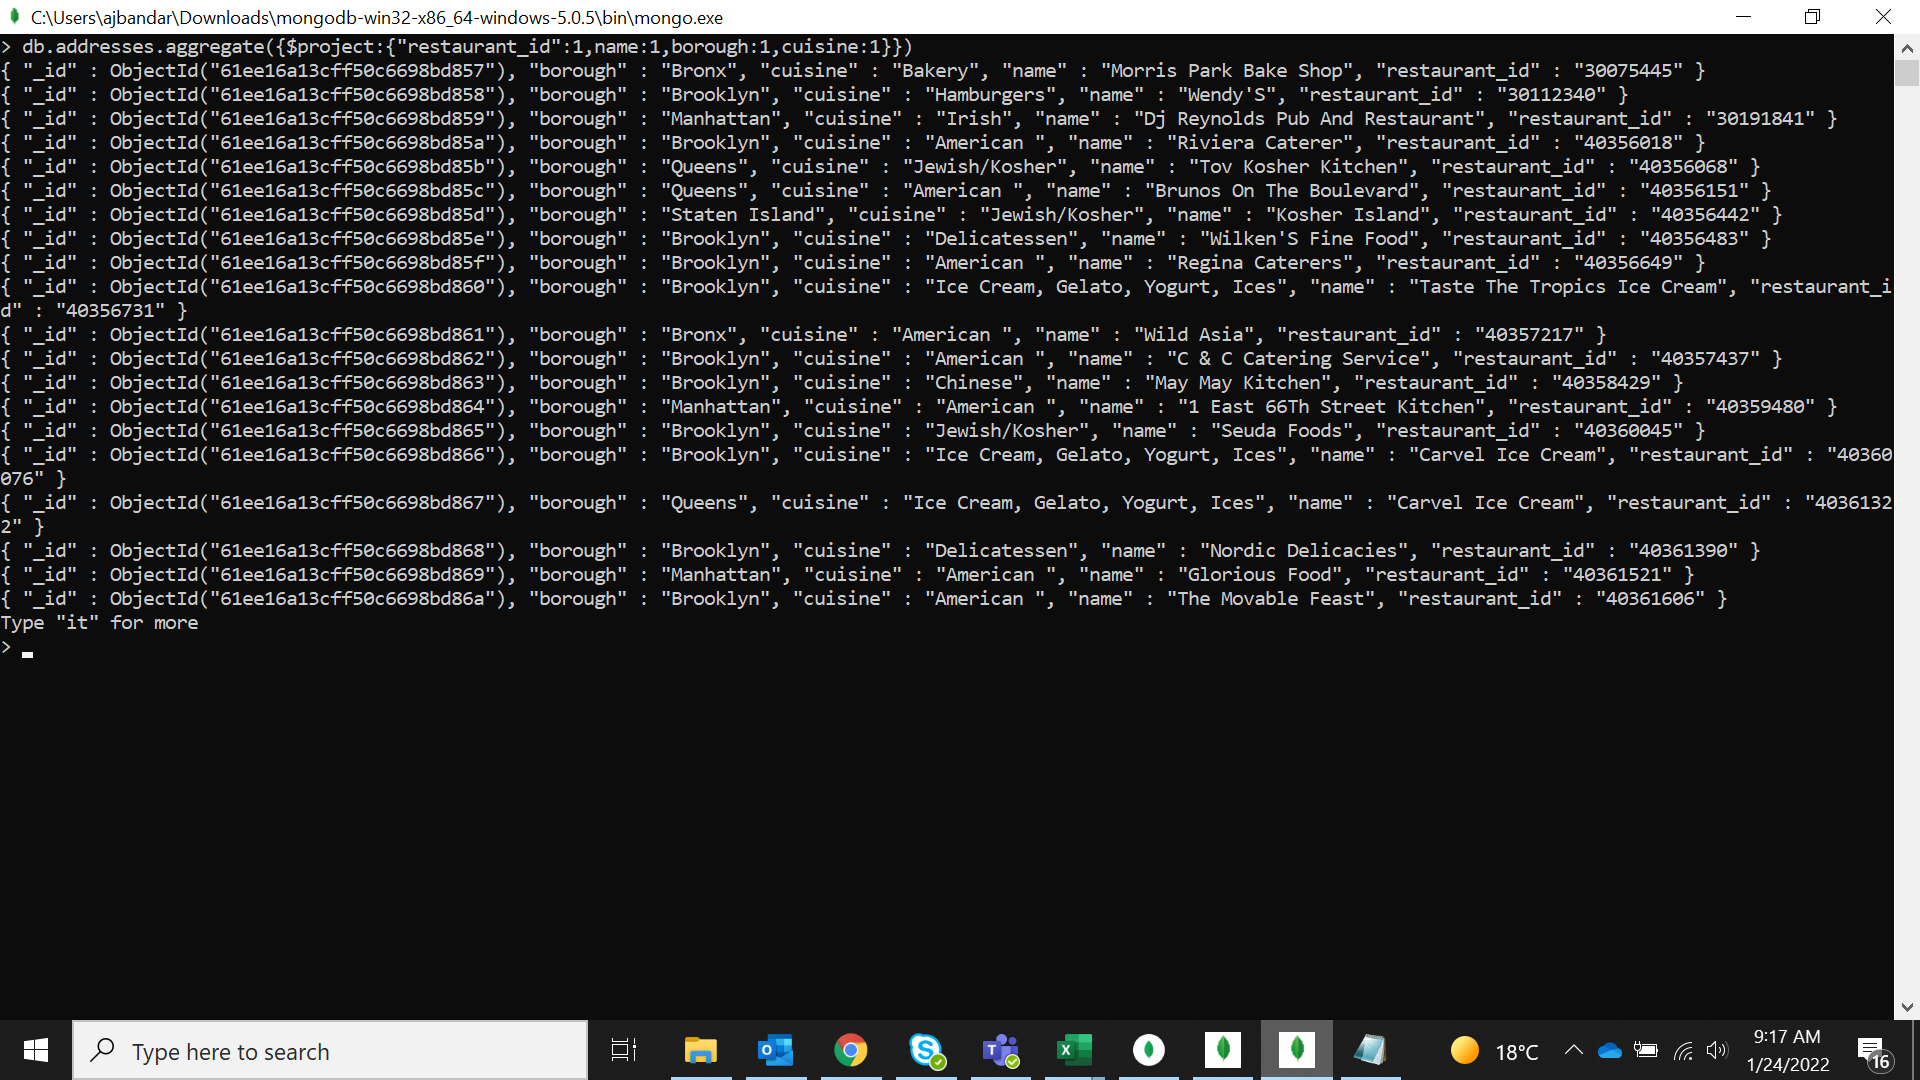 C:\Users\ajbandar\Downloads\mongodb-win32-x86_64-windows-5.0.5\bin\mongo.exe
> db.addresses.aggregate({$project:{"restaurant_id":1,name:1,borough:1,cuisine:1}})
{ "_id" : ObjectId("61ee16a13cff50c6698bd857"), "borough" : "Bronx", "cuisine" : "Bakery", "name" : "Morris Park Bake Shop", "restaurant_id" : "30075445" }
{ "_id" : ObjectId("61ee16a13cff50c6698bd858"), "borough" : "Brooklyn", "cuisine" : "Hamburgers", "name" : "Wendy'S", "restaurant_id" : "30112340" }
{ "_id" : ObjectId("61ee16a13cff50c6698bd859"), "borough" : "Manhattan", "cuisine" : "Irish", "name" : "Dj Reynolds Pub And Restaurant", "restaurant_id" : "30191841" }
{ "_id" : ObjectId("61ee16a13cff50c6698bd85a"), "borough" : "Brooklyn", "cuisine" : "American ", "name" : "Riviera Caterer", "restaurant_id" : "40356018" }
{ "_id" : ObjectId("61ee16a13cff50c6698bd85b"), "borough" : "Queens", "cuisine" : "Jewish/Kosher", "name" : "Tov Kosher Kitchen", "restaurant_id" : "40356068" }
{ "_id" : ObjectId("61ee16a13cff50c6698bd85c"), "borough" : "Queens", "cuisine" : "American ", "name" : "Brunos On The Boulevard", "restaurant_id" : "40356151" }
{ "_id" : ObjectId("61ee16a13cff50c6698bd85d"), "borough" : "Staten Island", "cuisine" : "Jewish/Kosher", "name" : "Kosher Island", "restaurant_id" : "40356442" }
{ "_id" : ObjectId("61ee16a13cff50c6698bd85e"), "borough" : "Brooklyn", "cuisine" : "Delicatessen", "name" : "Wilken'S Fine Food", "restaurant_id" : "40356483" }
{ "_id" : ObjectId("61ee16a13cff50c6698bd85f"), "borough" : "Brooklyn", "cuisine" : "American ", "name" : "Regina Caterers", "restaurant_id" : "40356649" }
{ "_id" : ObjectId("61ee16a13cff50c6698bd860"), "borough" : "Brooklyn", "cuisine" : "Ice Cream, Gelato, Yogurt, Ices", "name" : "Taste The Tropics Ice Cream", "restaurant_i
d" : "40356731" }
{ "_id" : ObjectId("61ee16a13cff50c6698bd861"), "borough" : "Bronx", "cuisine" : "American ", "name" : "Wild Asia", "restaurant_id" : "40357217" }
{ "_id" : ObjectId("61ee16a13cff50c6698bd862"), "borough" : "Brooklyn", "cuisine" : "American ", "name" : "C & C Catering Service", "restaurant_id" : "40357437" }
{ "_id" : ObjectId("61ee16a13cff50c6698bd863"), "borough" : "Brooklyn", "cuisine" : "Chinese", "name" : "May May Kitchen", "restaurant_id" : "40358429" }
{ "_id" : ObjectId("61ee16a13cff50c6698bd864"), "borough" : "Manhattan", "cuisine" : "American ", "name" : "1 East 66Th Street Kitchen", "restaurant_id" : "40359480" }
{ "_id" : ObjectId("61ee16a13cff50c6698bd865"), "borough" : "Brooklyn", "cuisine" : "Jewish/Kosher", "name" : "Seuda Foods", "restaurant_id" : "40360045" }
{ "_id" : ObjectId("61ee16a13cff50c6698bd866"), "borough" : "Brooklyn", "cuisine" : "Ice Cream, Gelato, Yogurt, Ices", "name" : "Carvel Ice Cream", "restaurant_id" : "40360
076" }
{ "_id" : ObjectId("61ee16a13cff50c6698bd867"), "borough" : "Queens", "cuisine" : "Ice Cream, Gelato, Yogurt, Ices", "name" : "Carvel Ice Cream", "restaurant_id" : "4036132
2" }
{ "_id" : ObjectId("61ee16a13cff50c6698bd868"), "borough" : "Brooklyn", "cuisine" : "Delicatessen", "name" : "Nordic Delicacies", "restaurant_id" : "40361390" }
{ "_id" : ObjectId("61ee16a13cff50c6698bd869"), "borough" : "Manhattan", "cuisine" : "American ", "name" : "Glorious Food", "restaurant_id" : "40361521" }
{ "_id" : ObjectId("61ee16a13cff50c6698bd86a"), "borough" : "Brooklyn", "cuisine" : "American ", "name" : "The Movable Feast", "restaurant_id" : "40361606" }
Type "it" for more
>
Type here to search
18°C
9:17 AM
1/24/2022
16